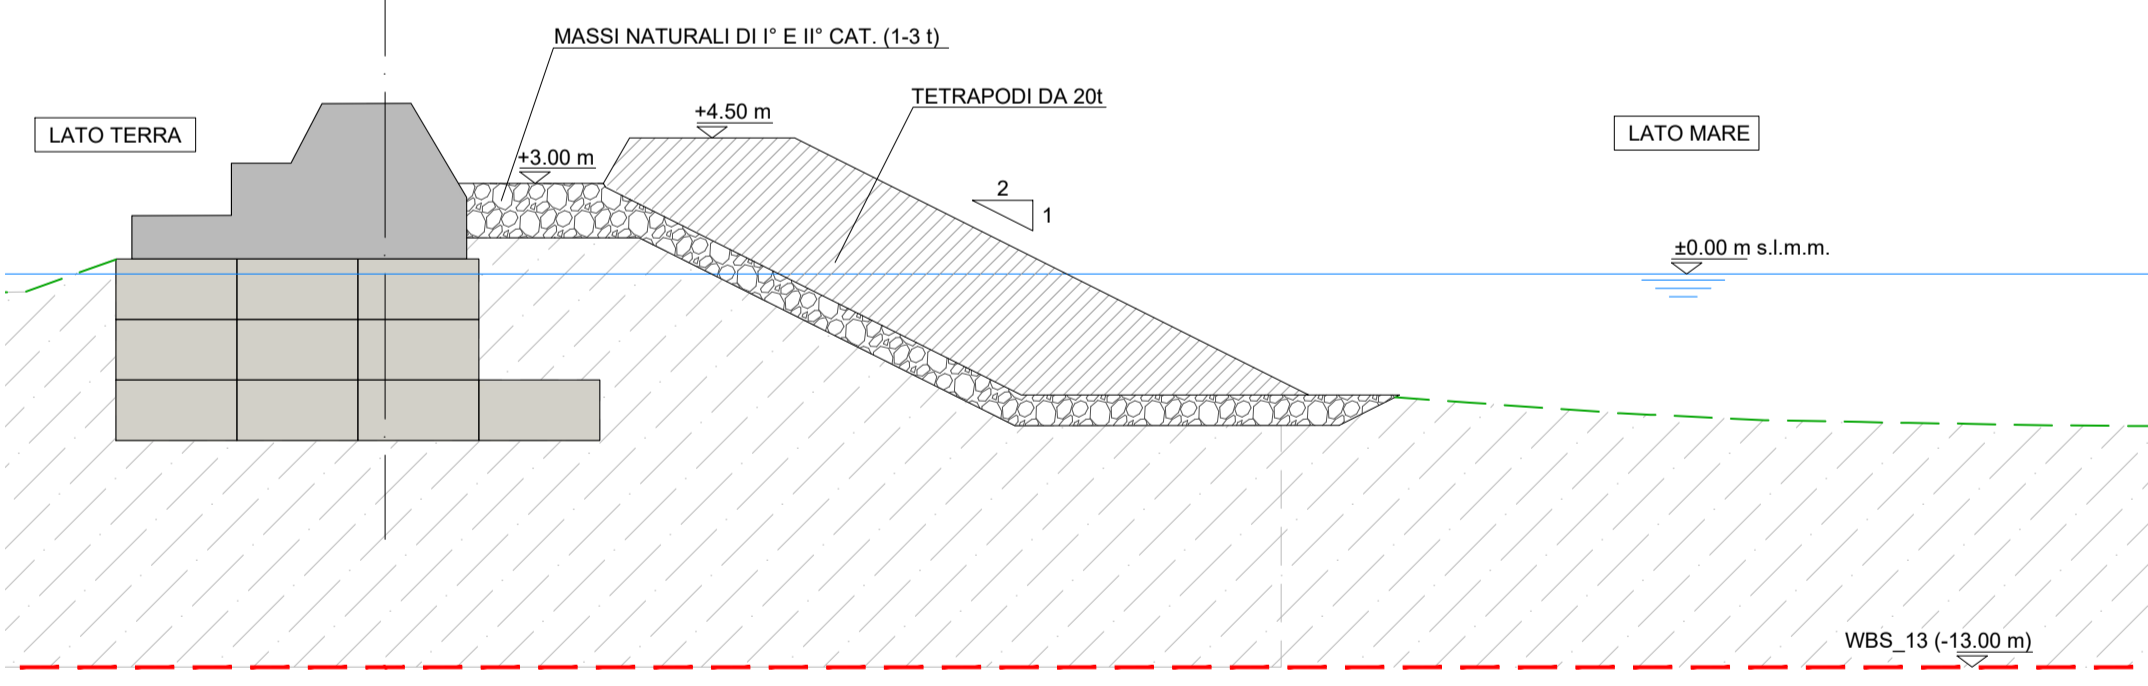 MASSI NATURALI DI I° E II° CAT. (1-3 t)
TETRAPODI DA 20t
+4.50 m
LATO TERRA
LATO MARE
+3.00 m
2
1
±0.00 m s.l.m.m.
WBS_13 (-13.00 m)